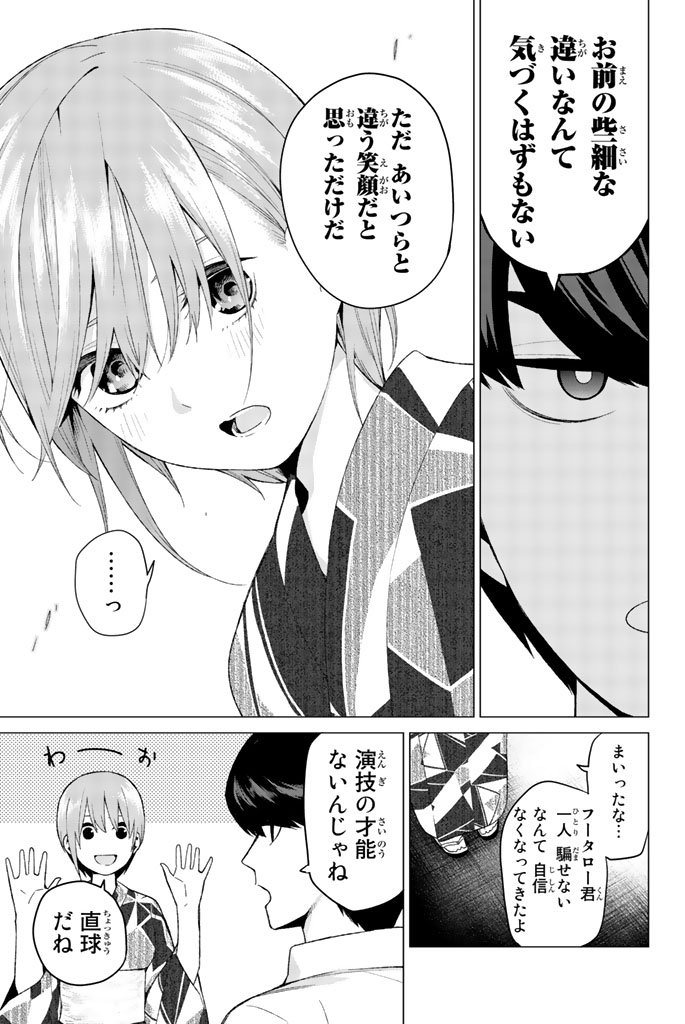 お前の些細な
違いなんて
気づくはずもない
ただ あいつらと
違う笑顔だと
思っただけだ
……っ
まいったな…
フータロー君
一人 騙せない
なんて 自信
なくなってきたよ
演技の才能
ないんじゃね
わーお
直球
だね